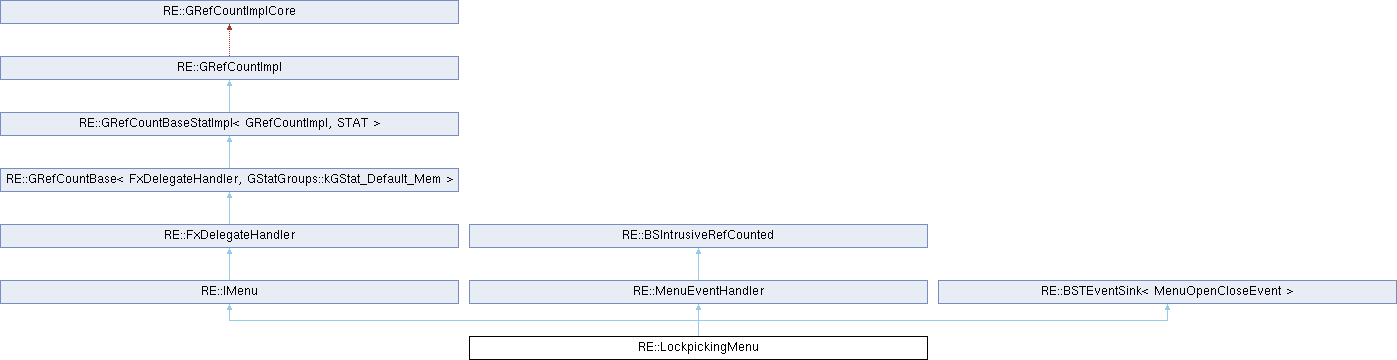 RE::GRefCountImplCore
RE::GRefCountImpl
RE::GRefCountBaseStatImpl< GRefCountImpl, STAT >
RE::GRefCountBase< FxDelegateHandler, GStatGroups::kGStat_Default_Mem >
RE::FxDelegateHandler
RE::BSIntrusiveRefCounted
RE::IMenu
RE::MenuEventHandler
RE::BSTEventSink< MenuOpenCloseEvent >
RE::LockpickingMenu